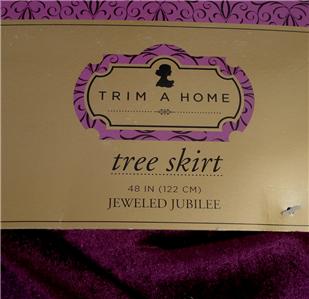 TRIM A HOME
tree skirt
48 IN (122 CM)
JEWELED JUBILEE